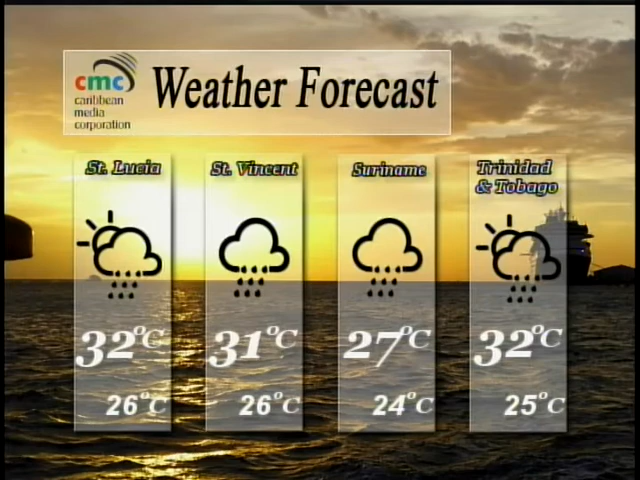 cmc
caribbean
media
corporation
Weather Forecast
St. Lucia
St. Vincent
Suriname
Trinidad
& Tobago
32°C
31°C
27°C
32°C
26°C
26°C
24°C
25°C